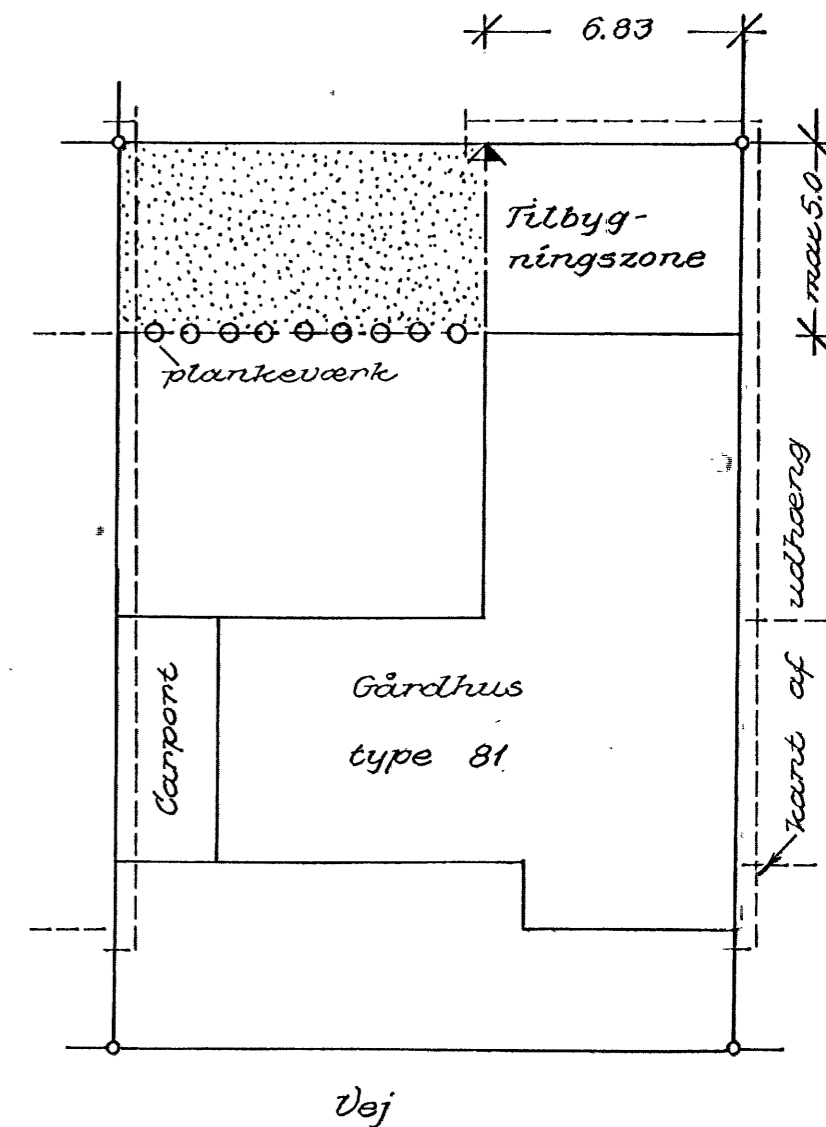 6.83
Tilbyg-
ningszone
max 5.0
plankeværk
kant af udhæng
Carport
Gårdhus
type 81
Vej